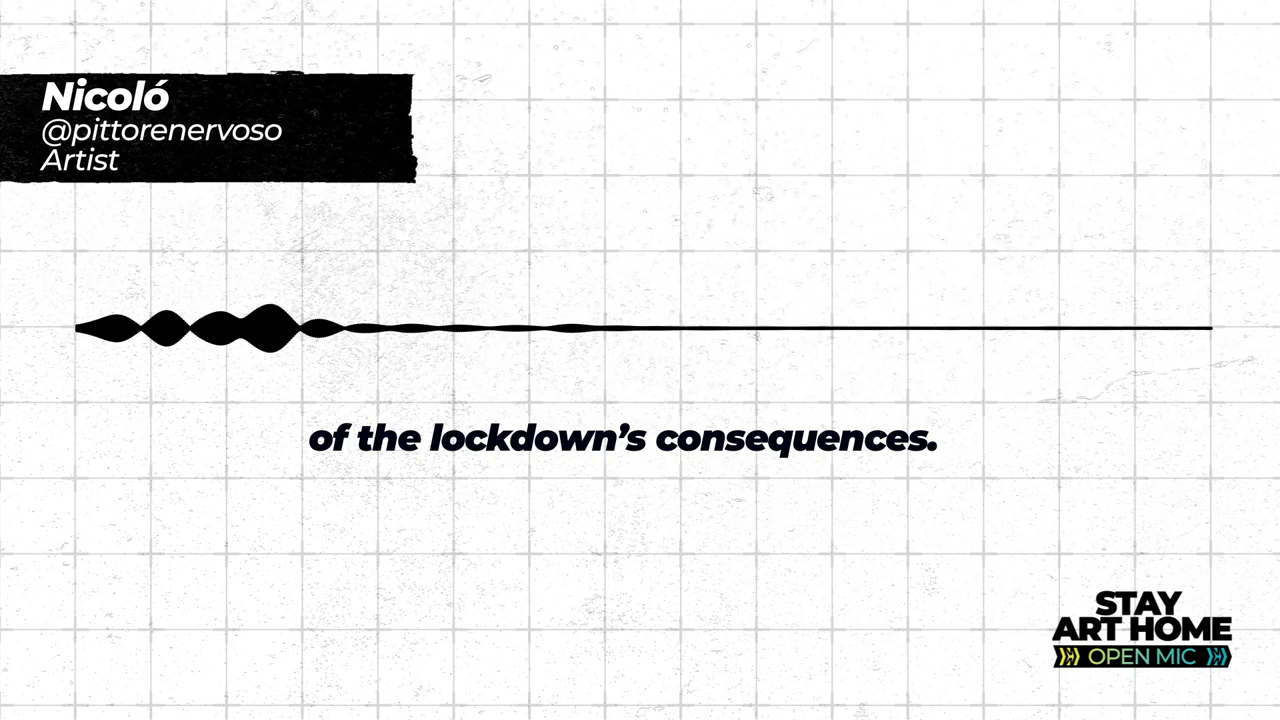 Nicoló
@pittorenervoso
Artist
of the lockdown’s consequences.
STAY
ART HOME
OPEN MIC